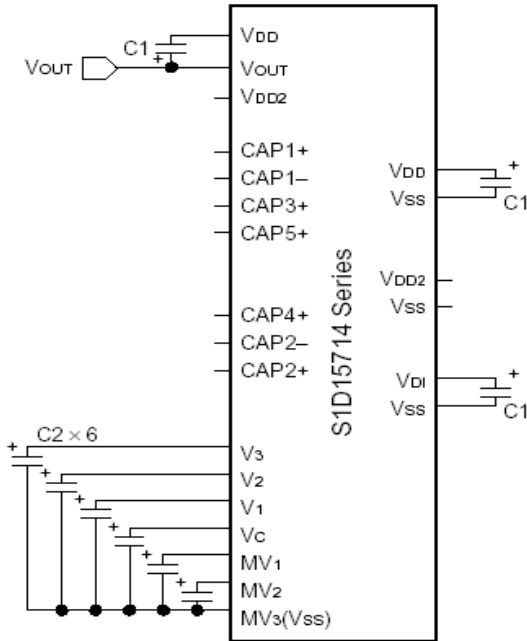 VDD
C1
+
VOUT
VOUT
VDD2
CAP1+
CAP1–
CAP3+
CAP5+
CAP4+
CAP2–
CAP2+
C2 × 6
+
V3
+
V2
+
V1
+
VC
+
MV1
+
MV2
MV3(VSS)
S1D15714 Series
VDD
+
VSS
C1
VDD2
VSS
VDI
+
VSS
C1